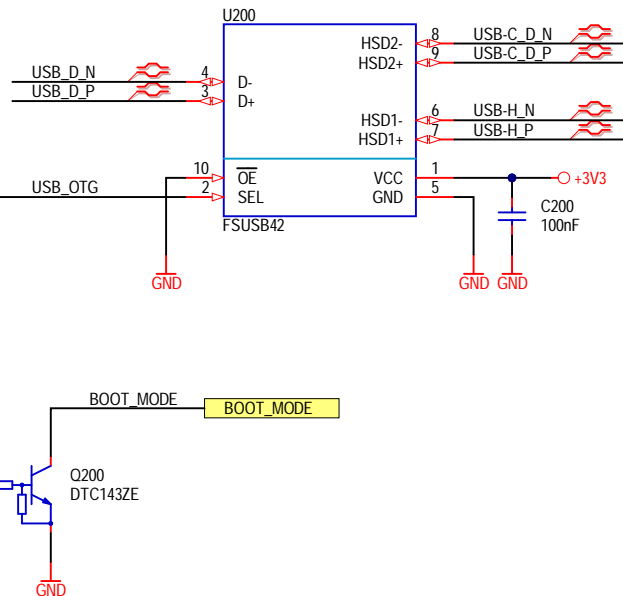 U200
HSD2- 8 USB-C_D_N
HSD2+ 9 USB-C_D_P
USB_D_N 4 D-
USB_D_P 3 D+
HSD1- 6 USB-H_N
HSD1+ 7 USB-H_P
10 OE VCC 1 +3V3
USB_OTG 2 SEL GND 5
FSUSB42
C200
100nF
GND GND GND
BOOT_MODE BOOT_MODE
Q200
DTC143ZE
GND